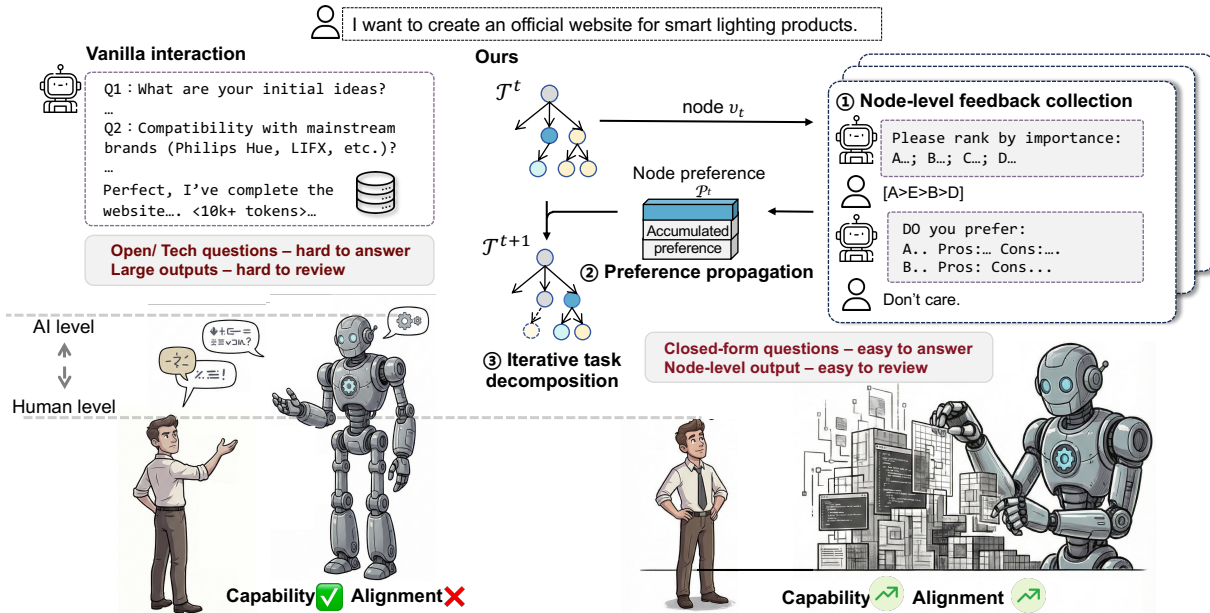 I want to create an official website for smart lighting products.
Vanilla interaction
Q1：What are your initial ideas?
…
Q2：Compatibility with mainstream
brands (Philips Hue, LIFX, etc.)?
…
Perfect, I've complete the
website…. <10k+ tokens>…
Open/ Tech questions – hard to answer
Large outputs – hard to review
Ours
𝒯^t
node v_t
Node preference
𝒫_t
Accumulated
preference
② Preference propagation
𝒯^{t+1}
③ Iterative task
decomposition
① Node-level feedback collection
Please rank by importance:
A…; B…; C…; D…
[A>E>B>D]
DO you prefer:
A.. Pros:… Cons:….
B.. Pros: Cons...
Don't care.
Closed-form questions – easy to answer
Node-level output – easy to review
AI level
Human level
Capability ✅ Alignment ❌
Capability Alignment